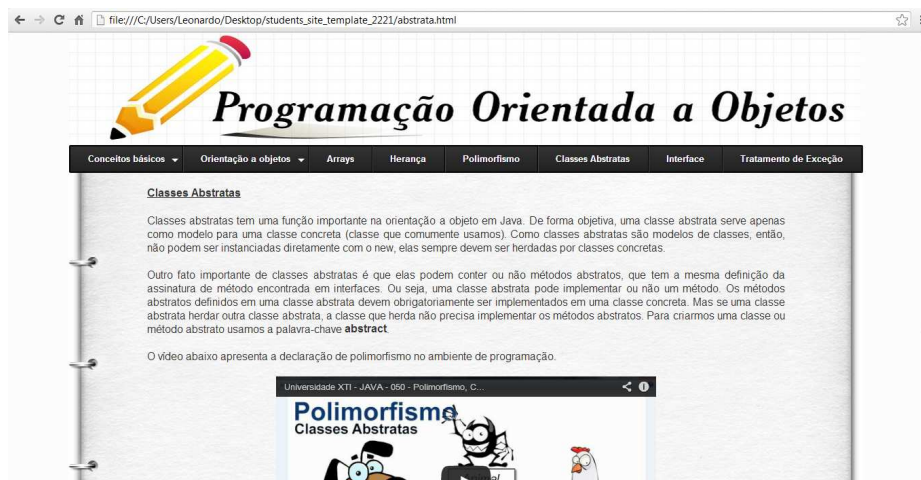 file:///C:/Users/Leonardo/Desktop/students_site_template_2221/abstrata.html
Programação Orientada a Objetos
Conceitos básicos Orientação a objetos Arrays Herança Polimorfismo Classes Abstratas Interface Tratamento de Exceção
Classes Abstratas
Classes abstratas tem uma função importante na orientação a objeto em Java. De forma objetiva, uma classe abstrata serve apenas
como modelo para uma classe concreta (classe que comumente usamos). Como classes abstratas são modelos de classes, então,
não podem ser instanciadas diretamente com o new, elas sempre devem ser herdadas por classes concretas.
Outro fato importante de classes abstratas é que elas podem conter ou não métodos abstratos, que tem a mesma definição da
assinatura de método encontrada em interfaces. Ou seja, uma classe abstrata pode implementar ou não um método. Os métodos
abstratos definidos em uma classe abstrata devem obrigatoriamente ser implementados em uma classe concreta. Mas se uma classe
abstrata herdar outra classe abstrata, a classe que herda não precisa implementar os métodos abstratos. Para criarmos uma classe ou
método abstrato usamos a palavra-chave abstract.
O vídeo abaixo apresenta a declaração de polimorfismo no ambiente de programação.
Universidade XTI - JAVA - 050 - Polimorfismo, C...
Polimorfismo
Classes Abstratas
Animal